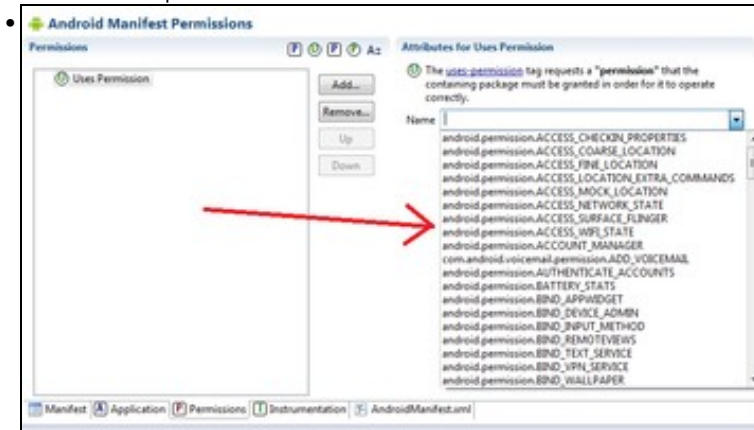 Android Manifest Permissions
Permissions
Az
Attributes for Uses Permission
Uses Permission
Add...
Remove...
Up
Down
The uses-permission tag requests a "permission" that the
containing package must be granted in order for it to operate
correctly.
Name
android.permission.ACCESS_CHECKIN_PROPERTIES
android.permission.ACCESS_COARSE_LOCATION
android.permission.ACCESS_FINE_LOCATION
android.permission.ACCESS_LOCATION_EXTRA_COMMANDS
android.permission.ACCESS_MOCK_LOCATION
android.permission.ACCESS_NETWORK_STATE
android.permission.ACCESS_SURFACE_FLINGER
android.permission.ACCESS_WIFI_STATE
android.permission.ACCOUNT_MANAGER
com.android.voicemail.permission.ADD_VOICEMAIL
android.permission.AUTHENTICATE_ACCOUNTS
android.permission.BATTERY_STATS
android.permission.BIND_APPWIDGET
android.permission.BIND_DEVICE_ADMIN
android.permission.BIND_INPUT_METHOD
android.permission.BIND_REMOTEVIEWS
android.permission.BIND_TEXT_SERVICE
android.permission.BIND_VPN_SERVICE
android.permission.BIND_WALLPAPER
Manifest A Application P Permissions I Instrumentation AndroidManifest.xml